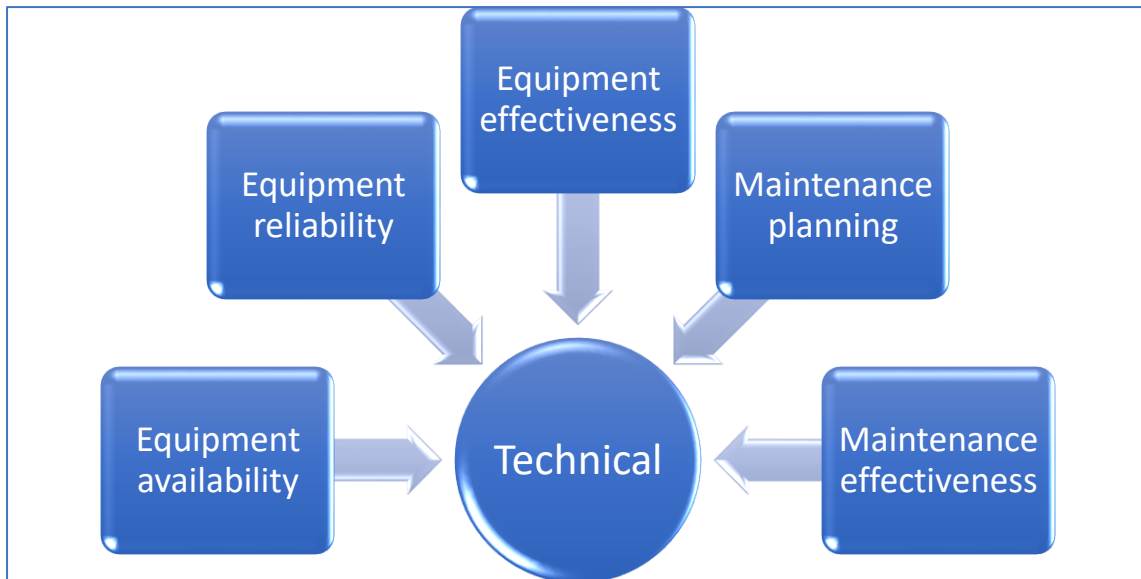 Equipment
effectiveness
Equipment
reliability
Maintenance
planning
Equipment
availability
Technical
Maintenance
effectiveness